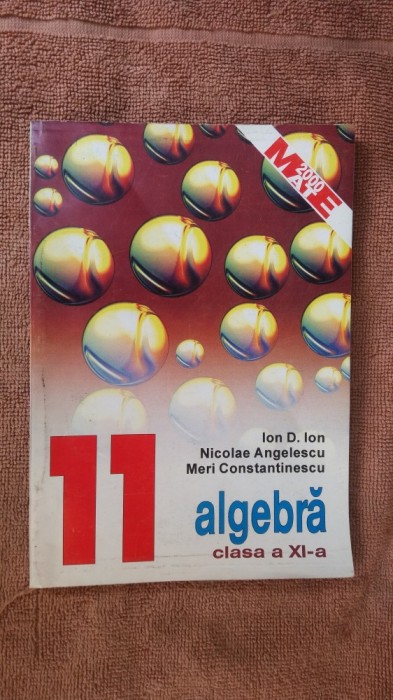 2000
MATE
Ion D. Ion
Nicolae Angelescu
Meri Constantinescu
11
algebră
clasa a XI-a